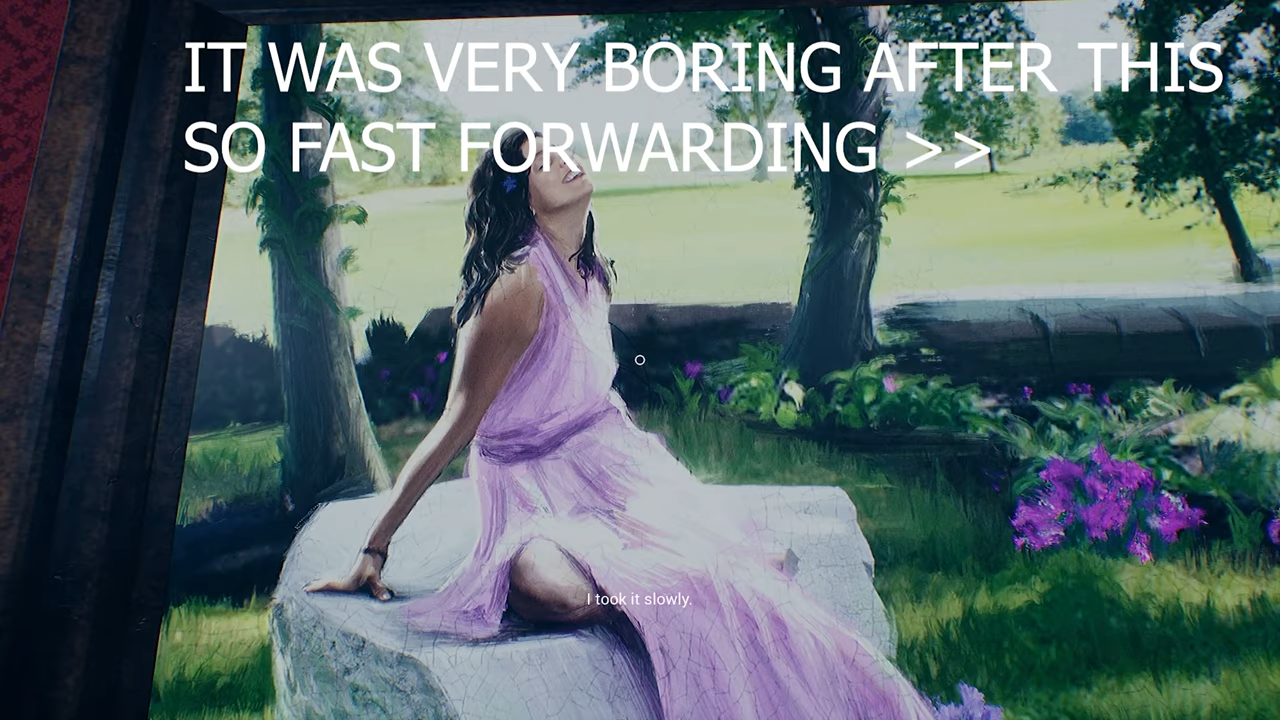 IT WAS VERY BORING AFTER THIS
SO FAST FORWARDING >>
I took it slowly.